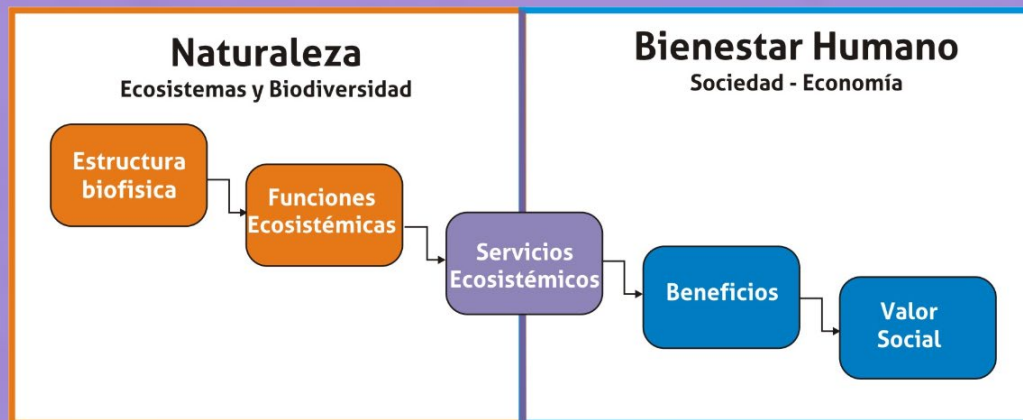 Naturaleza
Ecosistemas y Biodiversidad
Bienestar Humano
Sociedad - Economía
Estructura
biofisica
Funciones
Ecosistémicas
Servicios
Ecosistémicos
Beneficios
Valor
Social